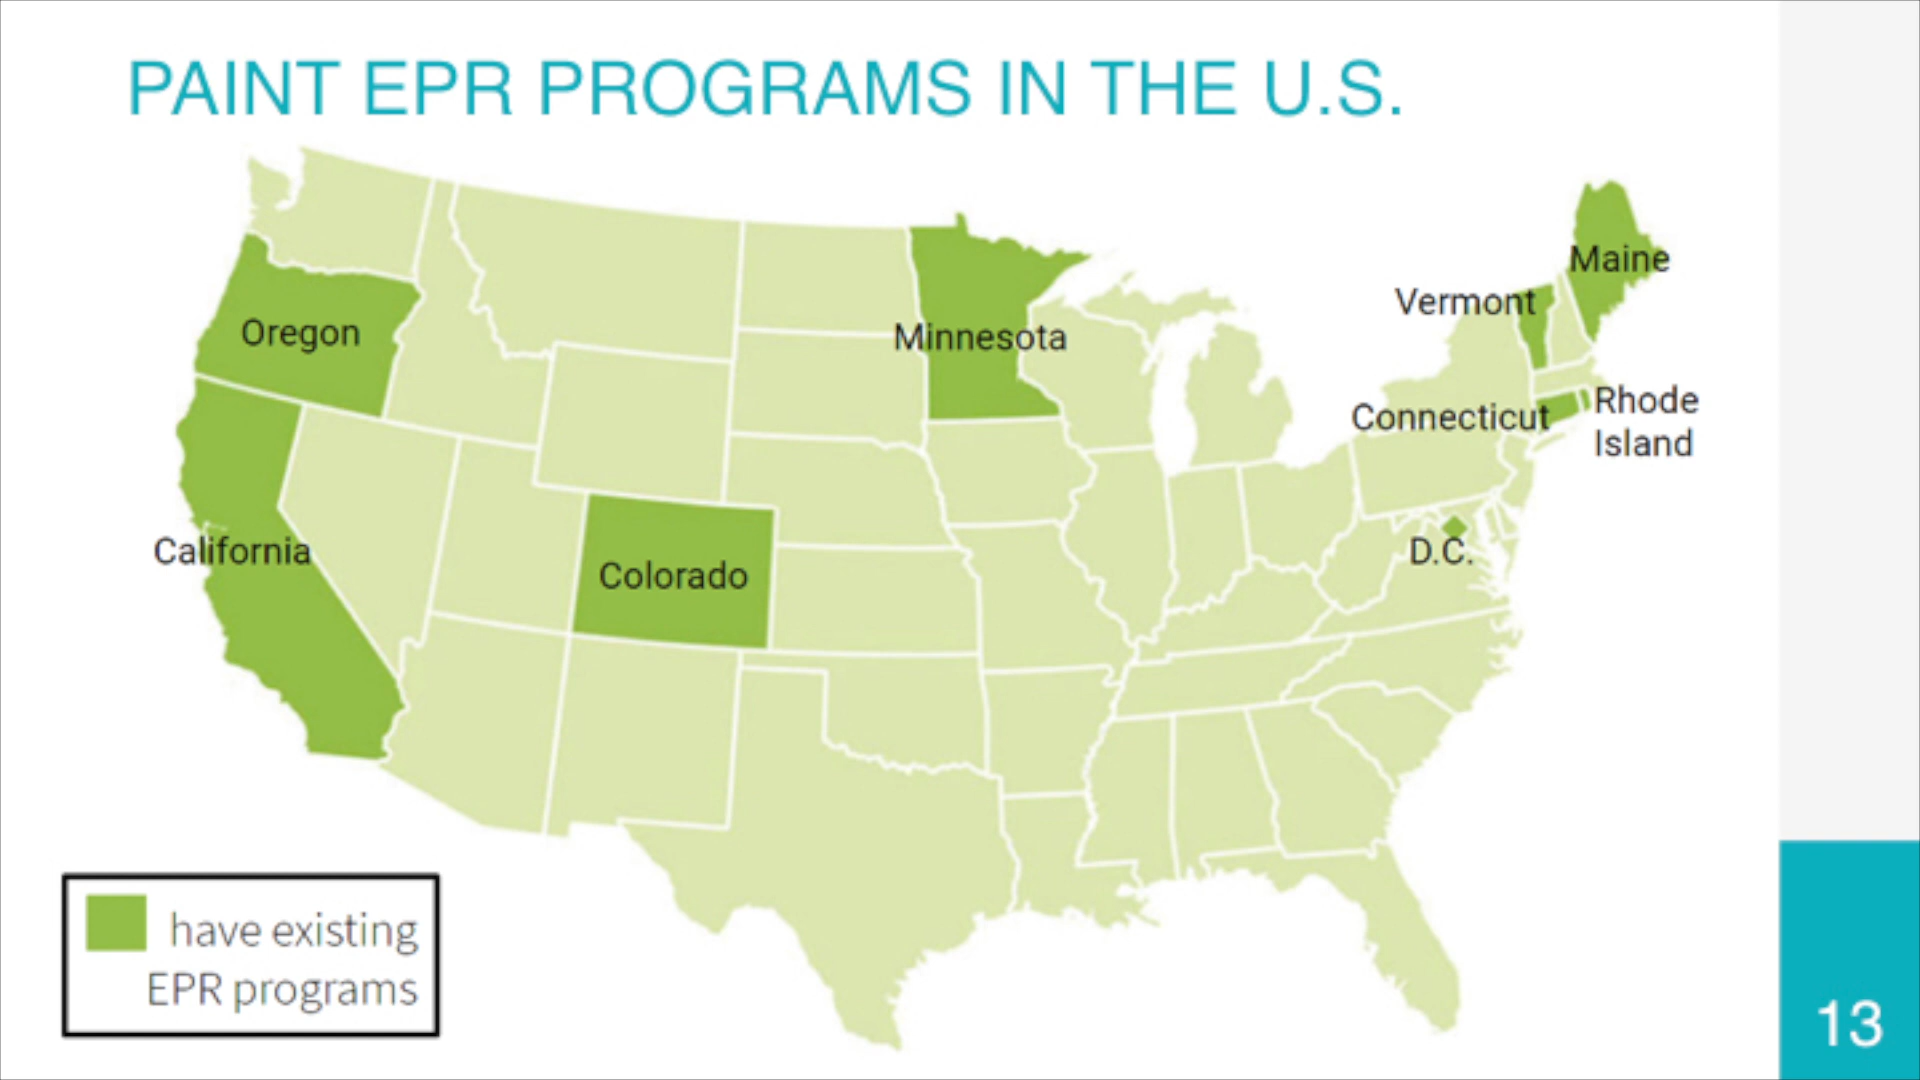 PAINT EPR PROGRAMS IN THE U.S.
Maine
Vermont
Oregon
Minnesota
Rhode
Island
Connecticut
California
D.C.
Colorado
have existing
EPR programs
13